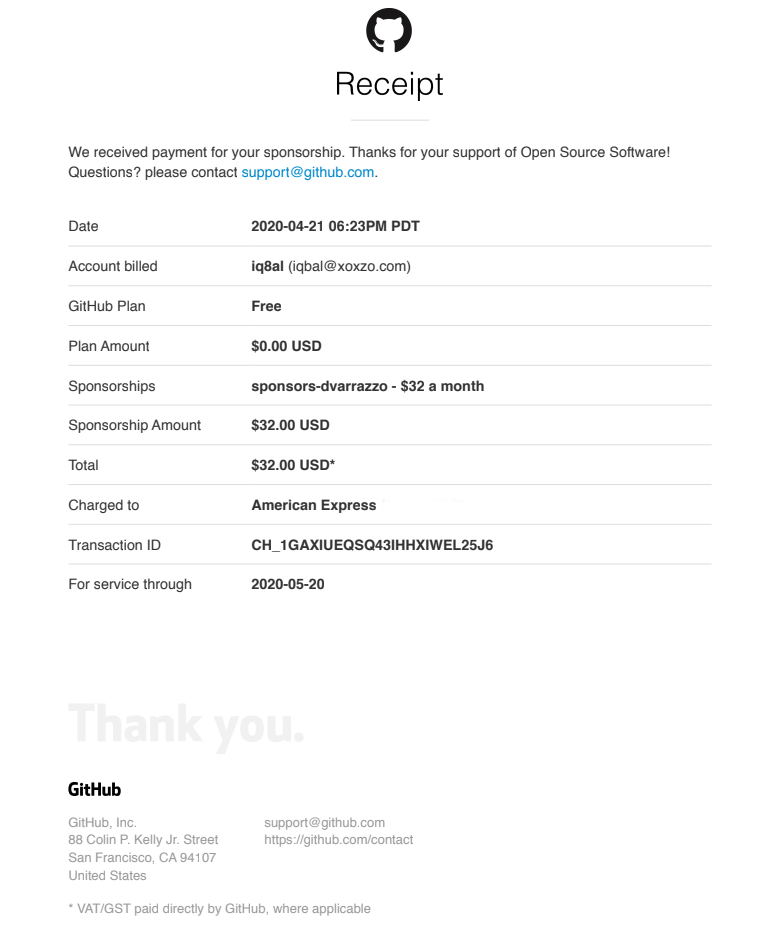 Receipt
We received payment for your sponsorship. Thanks for your support of Open Source Software!
Questions? please contact support@github.com.
Date 2020-04-21 06:23PM PDT
Account billed iq8al (iqbal@xoxzo.com)
GitHub Plan Free
Plan Amount $0.00 USD
Sponsorships sponsors-dvarrazzo - $32 a month
Sponsorship Amount $32.00 USD
Total $32.00 USD*
Charged to American Express
Transaction ID CH_1GAXIUEQSQ43IHHXIWEL25J6
For service through 2020-05-20
Thank you.
GitHub
GitHub, Inc. support@github.com
88 Colin P. Kelly Jr. Street https://github.com/contact
San Francisco, CA 94107
United States
* VAT/GST paid directly by GitHub, where applicable